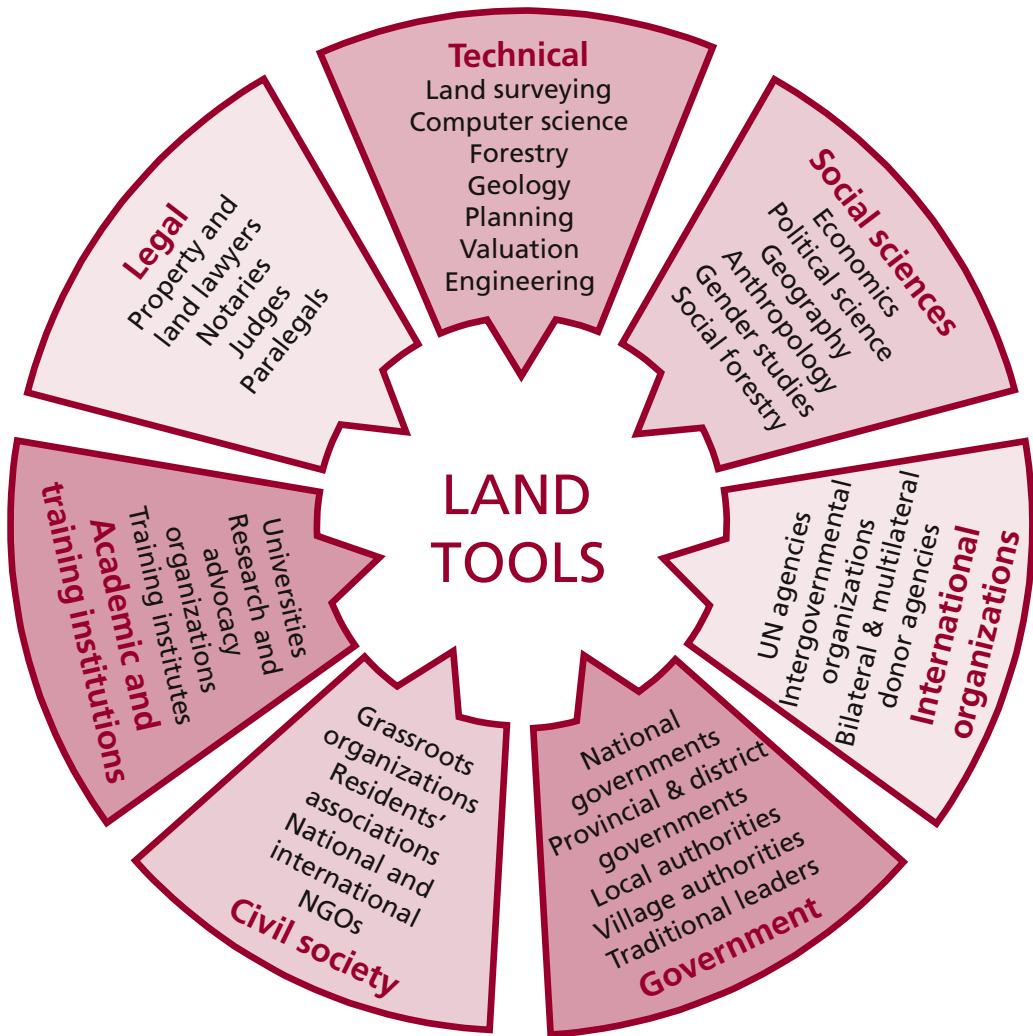 Technical
Land surveying
Computer science
Forestry
Geology
Planning
Valuation
Engineering
Social sciences
Economics
Political science
Geography
Anthropology
Gender studies
Social forestry
International
organizations
UN agencies
Intergovernmental
organizations
Bilateral & multilateral
donor agencies
National
governments
Provincial & district
governments
Local authorities
Village authorities
Traditional leaders
Government
Grassroots
organizations
Residents’
associations
National and
international
NGOs
Civil society
Academic and
training institutions
Universities
Research and
advocacy
organizations
Training institutes
Legal
Property and
land lawyers
Notaries
Judges
Paralegals
LAND
TOOLS